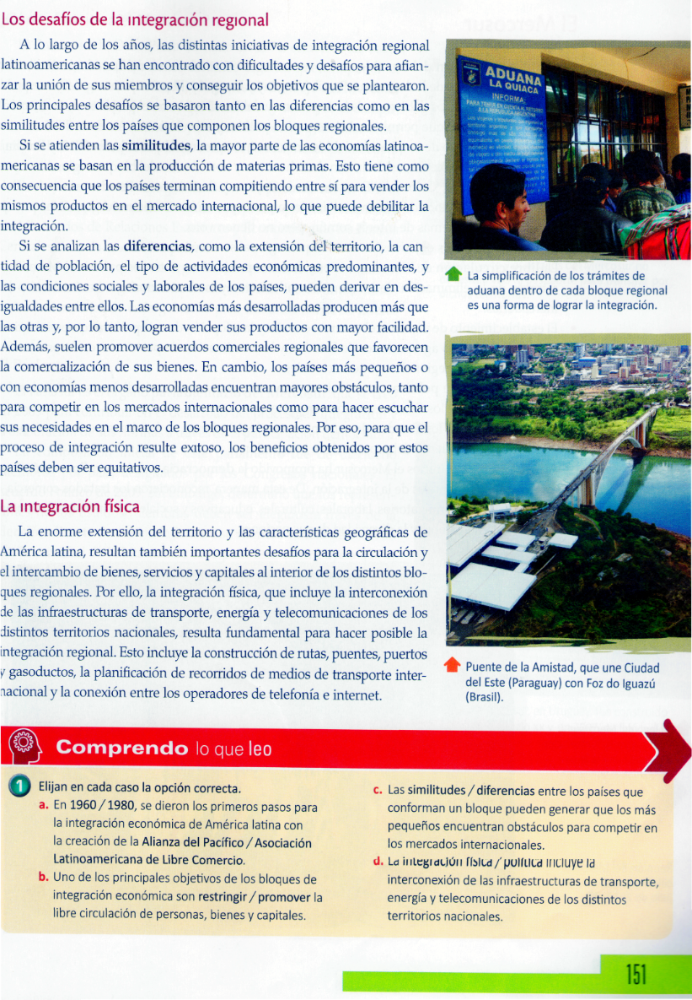 Los desafíos de la integración regional
A lo largo de los años, las distintas iniciativas de integración regional
latinoamericanas se han encontrado con dificultades y desafíos para afian-
zar la unión de sus miembros y conseguir los objetivos que se plantearon.
Los principales desafíos se basaron tanto en las diferencias como en las
similitudes entre los países que componen los bloques regionales.
Si se atienden las similitudes, la mayor parte de las economías latinoa-
mericanas se basan en la producción de materias primas. Esto tiene como
consecuencia que los países terminan compitiendo entre sí para vender los
mismos productos en el mercado internacional, lo que puede debilitar la
integración.
Si se analizan las diferencias, como la extensión del territorio, la can
tidad de población, el tipo de actividades económicas predominantes, y
las condiciones sociales y laborales de los países, pueden derivar en des-
igualdades entre ellos. Las economías más desarrolladas producen más que
las otras y, por lo tanto, logran vender sus productos con mayor facilidad.
Además, suelen promover acuerdos comerciales regionales que favorecen
la comercialización de sus bienes. En cambio, los países más pequeños o
con economías menos desarrolladas encuentran mayores obstáculos, tanto
para competir en los mercados internacionales como para hacer escuchar
sus necesidades en el marco de los bloques regionales. Por eso, para que el
proceso de integración resulte exitoso, los beneficios obtenidos por estos
países deben ser equitativos.
La integración física
La enorme extensión del territorio y las características geográficas de
América latina, resultan también importantes desafíos para la circulación y
el intercambio de bienes, servicios y capitales al interior de los distintos blo-
ques regionales. Por ello, la integración física, que incluye la interconexión
de las infraestructuras de transporte, energía y telecomunicaciones de los
distintos territorios nacionales, resulta fundamental para hacer posible la
integración regional. Esto incluye la construcción de rutas, puentes, puertos
y gasoductos, la planificación de recorridos de medios de transporte inter-
nacional y la conexión entre los operadores de telefonía e internet.
ADUANA
LA QUIACA
INFORMA:
PARA TENER EN CUENTA AL RETORNO
A LA REPUBLICA ARGENTINA
La simplificación de los trámites de
aduana dentro de cada bloque regional
es una forma de lograr la integración.
Puente de la Amistad, que une Ciudad
del Este (Paraguay) con Foz do Iguazú
(Brasil).
Comprendo lo que leo
1 Elijan en cada caso la opción correcta.
a. En 1960 / 1980, se dieron los primeros pasos para
la integración económica de América latina con
la creación de la Alianza del Pacífico / Asociación
Latinoamericana de Libre Comercio.
b. Uno de los principales objetivos de los bloques de
integración económica son restringir / promover la
libre circulación de personas, bienes y capitales.
c. Las similitudes / diferencias entre los países que
conforman un bloque pueden generar que los más
pequeños encuentran obstáculos para competir en
los mercados internacionales.
d. La integración física / política incluye la
interconexión de las infraestructuras de transporte,
energía y telecomunicaciones de los distintos
territorios nacionales.
151